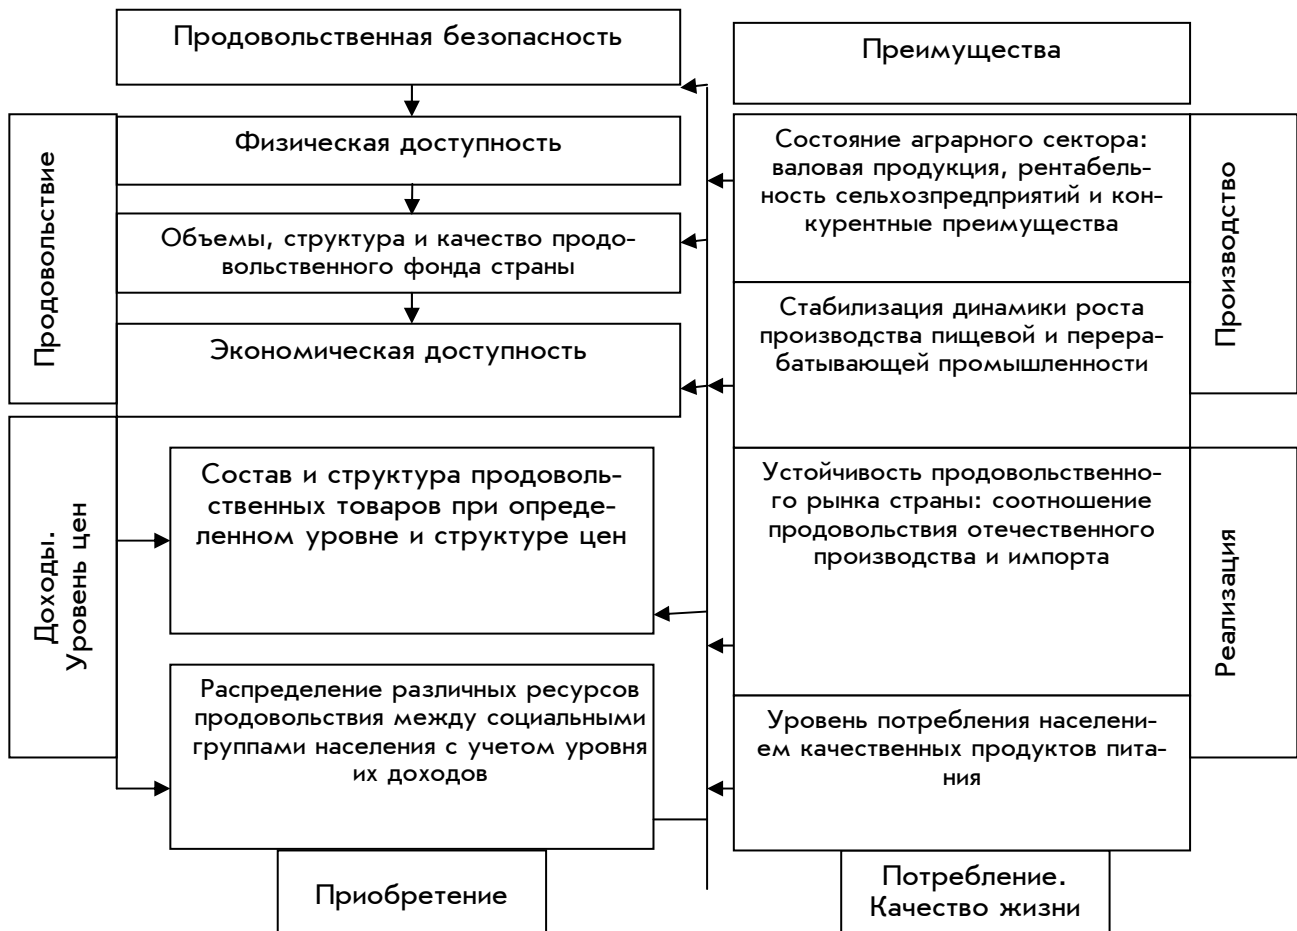 Продовольственная безопасность
Преимущества
Продовольствие
Физическая доступность
Объемы, структура и качество продо-
вольственного фонда страны
Экономическая доступность
Доходы.
Уровень цен
Состав и структура продоволь-
ственных товаров при опреде-
ленном уровне и структуре цен
Распределение различных ресурсов
продовольствия между социальными
группами населения с учетом уровня
их доходов
Приобретение
Состояние аграрного сектора:
валовая продукция, рентабель-
ность сельхозпредприятий и кон-
курентные преимущества
Стабилизация динамики роста
производства пищевой и перера-
батывающей промышленности
Производство
Устойчивость продовольственно-
го рынка страны: соотношение
продовольствия отечественного
производства и импорта
Уровень потребления населени-
ем качественных продуктов пита-
ния
Реализация
Потребление.
Качество жизни